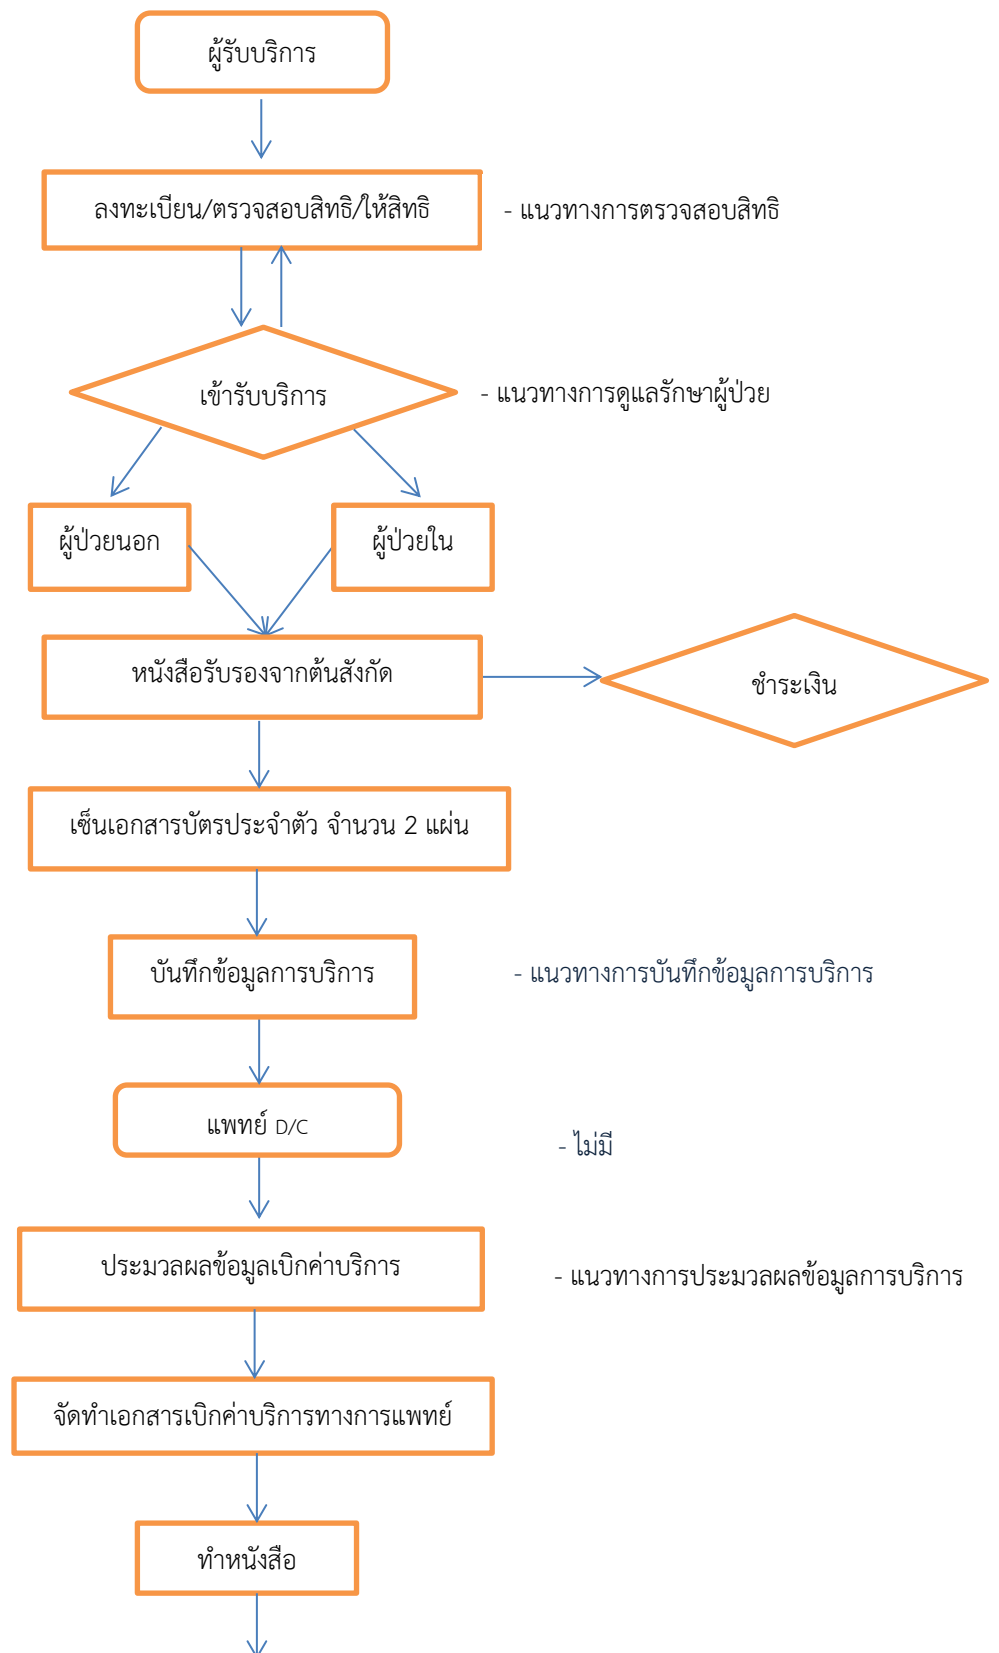 ผู้รับบริการ
ลงทะเบียน/ตรวจสอบสิทธิ/ให้สิทธิ
- แนวทางการตรวจสอบสิทธิ
เข้ารับบริการ
- แนวทางการดูแลรักษาผู้ป่วย
ผู้ป่วยนอก
ผู้ป่วยใน
หนังสือรับรองจากต้นสังกัด
ชำระเงิน
เซ็นเอกสารบัตรประจำตัว จำนวน 2 แผ่น
บันทึกข้อมูลการบริการ
- แนวทางการบันทึกข้อมูลการบริการ
แพทย์ D/C
- ไม่มี
ประมวลผลข้อมูลเบิกค่าบริการ
- แนวทางการประมวลผลข้อมูลการบริการ
จัดทำเอกสารเบิกค่าบริการทางการแพทย์
ทำหนังสือ